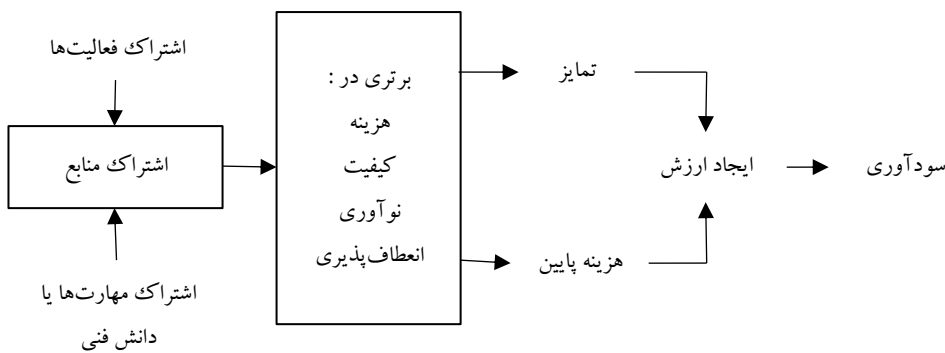 اشتراک فعالیت‌ها
اشتراک منابع
اشتراک مهارت‌ها یا
دانش فنی
برتری در :
هزینه
کیفیت
نوآوری
انعطاف‌پذیری
تمایز
هزینه پایین
ایجاد ارزش
سودآوری